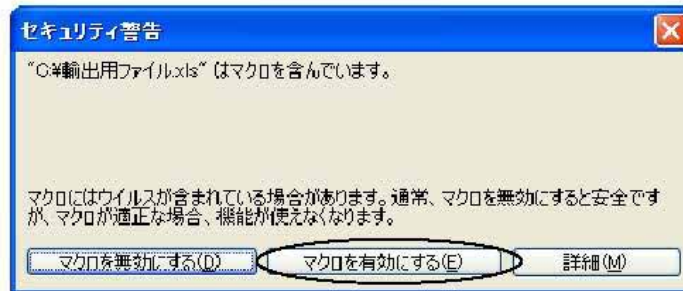 セキュリティ警告
"C:¥輸出用ファイル.xls" はマクロを含んでいます。
マクロにはウイルスが含まれている場合があります。通常、マクロを無効にすると安全です
が、マクロが適正な場合、機能が使えなくなります。
マクロを無効にする(D) マクロを有効にする(E) 詳細(M)